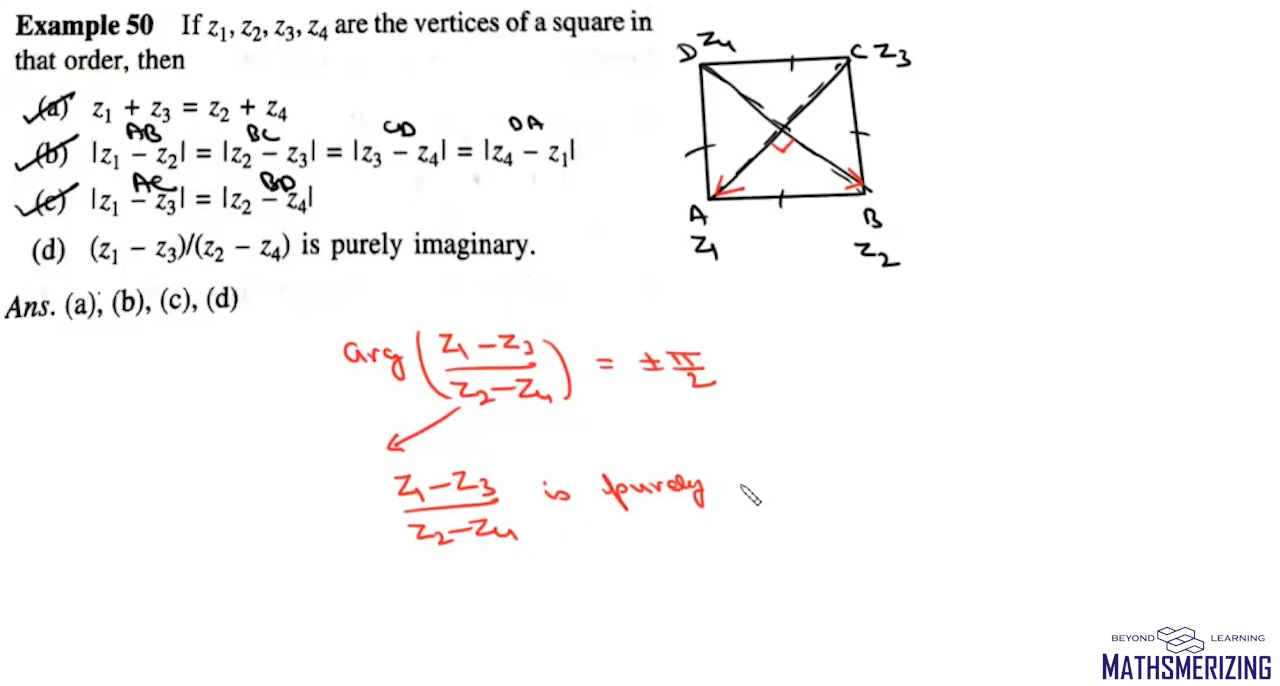 Example 50 If z₁, z₂, z₃, z₄ are the vertices of a square in
that order, then
(a) z₁ + z₃ = z₂ + z₄
AB BC CD DA
(b) |z₁ − z₂| = |z₂ − z₃| = |z₃ − z₄| = |z₄ − z₁|
AC BD
(c) |z₁ − z₃| = |z₂ − z₄|
(d) (z₁ − z₃)/(z₂ − z₄) is purely imaginary.
Ans. (a), (b), (c), (d)
D z₄
C z₃
A
z₁
B
z₂
arg((z₁ − z₃)/(z₂ − z₄)) = ± π/2
(z₁ − z₃)/(z₂ − z₄) is purely
BEYOND LEARNING
MATHSMERIZING